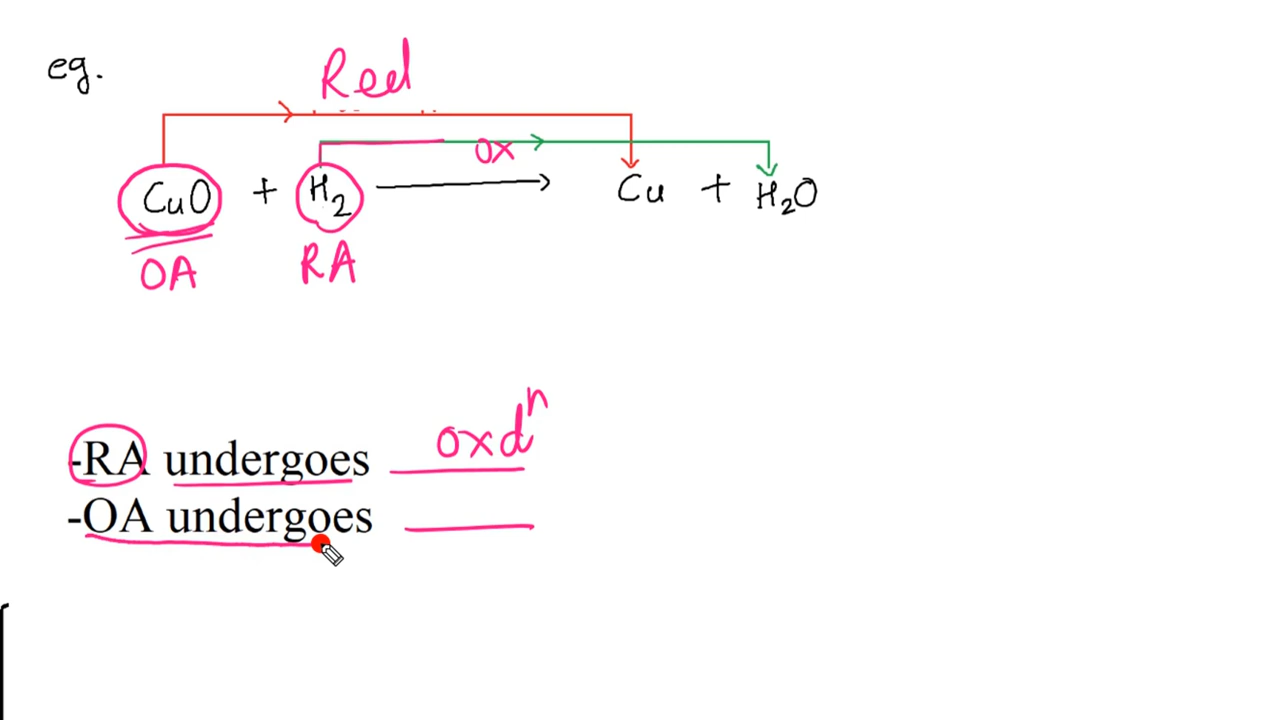 eg.
Red
ox
CuO + H₂ → Cu + H₂O
OA RA
-RA undergoes oxdⁿ
-OA undergoes